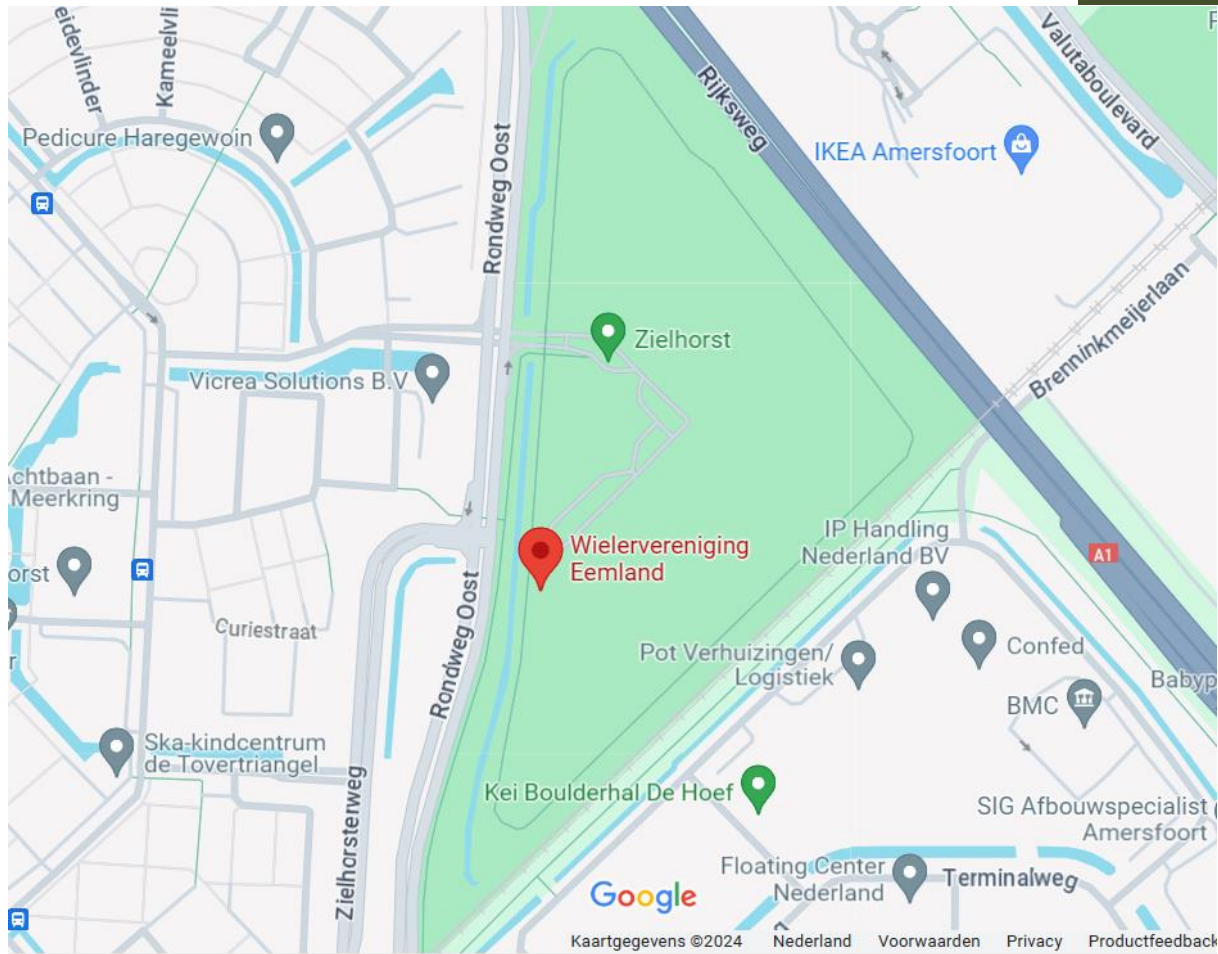 eidevlinder
Kameelvli
Pedicure Haregewoin
Rondweg Oost
Rijksweg
Valutaboulevard
IKEA Amersfoort
Brenninkmeijerlaan
Zielhorst
Vicrea Solutions B.V
chtbaan -
Meerkring
orst
Curiestraat
Wielervereniging
Eemland
IP Handling
Nederland BV
A1
Rondweg Oost
Pot Verhuizingen/
Logistiek
Confed
BMC
Babyp
Ska-kindcentrum
de Tovertriangel
Zielhorsterweg
Kei Boulderhal De Hoef
SIG Afbouwspecialist
Amersfoort
Floating Center
Nederland
Terminalweg
Google
Kaartgegevens ©2024 Nederland Voorwaarden Privacy Productfeedback